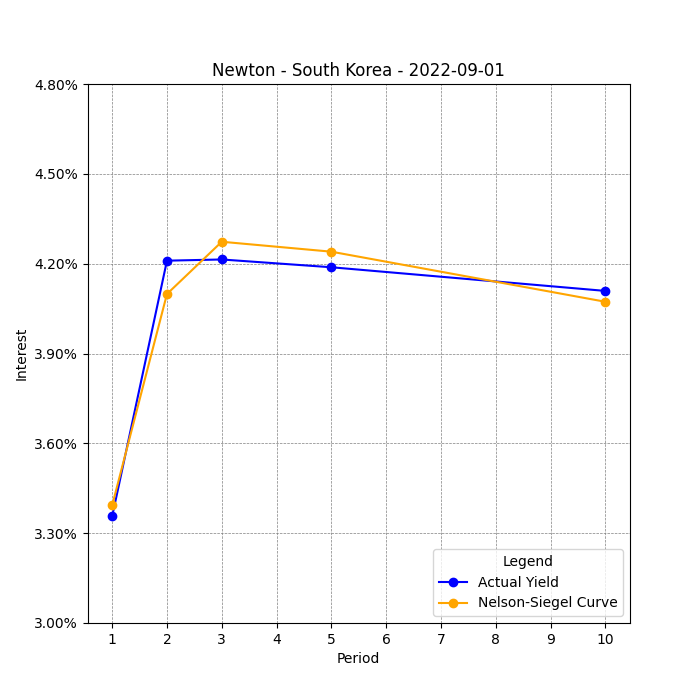 Newton - South Korea - 2022-09-01
4.80%
4.50%
4.20%
3.90%
3.60%
3.30%
3.00%
Interest
1 2 3 4 5 6 7 8 9 10
Period
Legend
Actual Yield
Nelson-Siegel Curve